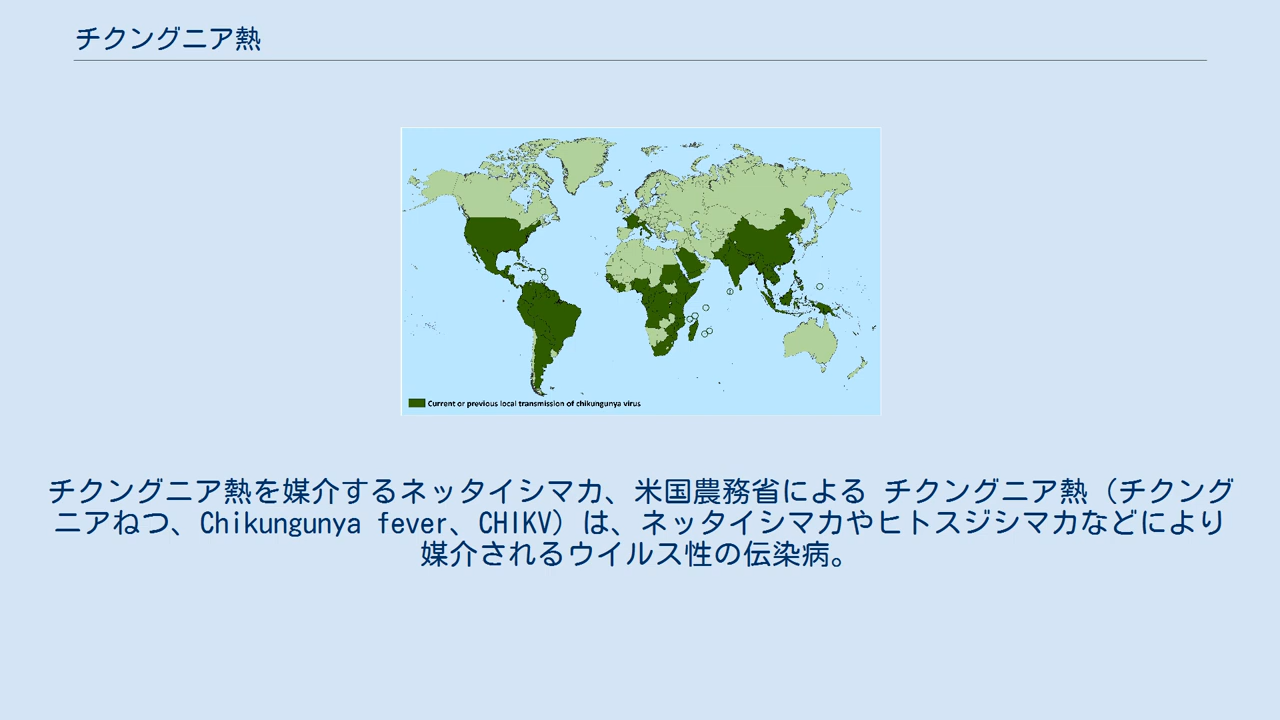 チクングニア熱
Current or previous local transmission of chikungunya virus
チクングニア熱を媒介するネッタイシマカ、米国農務省による チクングニア熱（チクング
ニアねつ、Chikungunya fever、CHIKV）は、ネッタイシマカやヒトスジシマカなどにより
媒介されるウイルス性の伝染病。